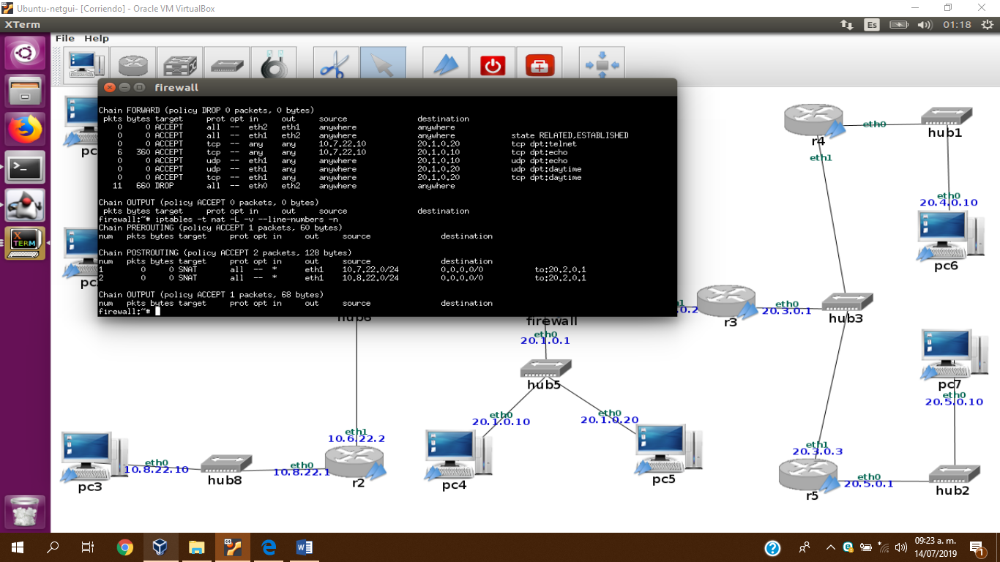 Ubuntu-netgui- [Corriendo] - Oracle VM VirtualBox
XTerm
Es
01:18
File Help
firewall
Chain FORWARD (policy DROP 0 packets, 0 bytes)
pkts bytes target prot opt in out source destination
0 0 ACCEPT all -- eth2 eth1 anywhere anywhere
0 0 ACCEPT all -- eth1 eth2 anywhere anywhere state RELATED,ESTABLISHED
0 0 ACCEPT tcp -- any any 10.7.22.10 20.1.0.20 tcp dpt:telnet
6 360 ACCEPT tcp -- any any 10.7.22.10 20.1.0.10 tcp dpt:echo
0 0 ACCEPT udp -- eth1 any anywhere 20.1.0.10 udp dpt:echo
0 0 ACCEPT udp -- eth1 any anywhere 20.1.0.20 udp dpt:daytime
0 0 ACCEPT tcp -- eth1 any anywhere 20.1.0.20 tcp dpt:daytime
11 660 DROP all -- eth0 eth2 anywhere anywhere
Chain OUTPUT (policy ACCEPT 0 packets, 0 bytes)
pkts bytes target prot opt in out source destination
firewall:~# iptables -t nat -L -v --line-numbers -n
Chain PREROUTING (policy ACCEPT 1 packets, 60 bytes)
num pkts bytes target prot opt in out source destination
Chain POSTROUTING (policy ACCEPT 2 packets, 128 bytes)
num pkts bytes target prot opt in out source destination
1 0 0 SNAT all -- * eth1 10.7.22.0/24 0.0.0.0/0 to:20.2.0.1
2 0 0 SNAT all -- * eth1 10.8.22.0/24 0.0.0.0/0 to:20.2.0.1
Chain OUTPUT (policy ACCEPT 1 packets, 68 bytes)
num pkts bytes target prot opt in out source destination
firewall:~#
X
TERM
pc
pc
r4
eth0
hub1
eth1
eth0
20.4.0.10
pc6
hub6
firewall
eth0
20.1.0.1
.0.2
r3
eth0
20.3.0.1
hub3
hub5
pc7
eth0
20.5.0.10
eth0
20.1.0.10
eth0
20.1.0.20
eth1
10.6.22.2
eth1
20.3.0.3
pc3
eth0
10.8.22.10
hub8
eth0
10.8.22.1
r2
pc4
pc5
r5
eth0
20.5.0.1
hub2
09:23 a. m.
14/07/2019
1